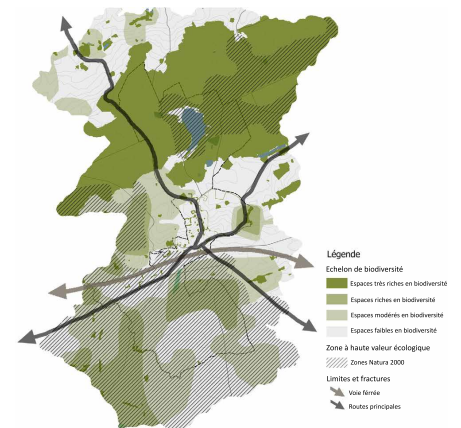 Légende
Echelon de biodiversité
Espaces très riches en biodiversité
Espaces riches en biodiversité
Espaces modérés en biodiversité
Espaces faibles en biodiversité
Zone à haute valeur écologique
Zones Natura 2000
Limites et fractures
Voie férrée
Routes principales